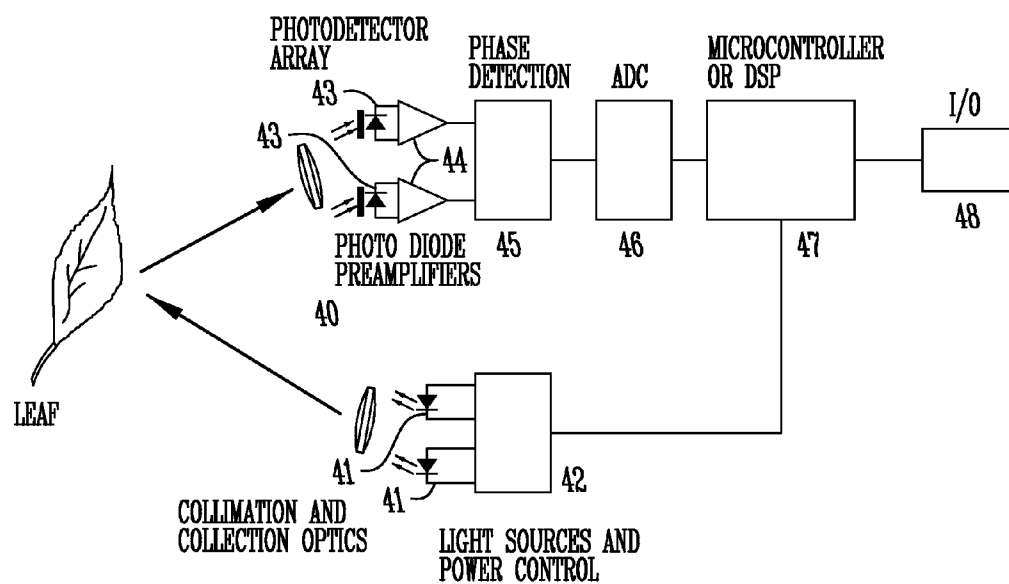 PHOTODETECTOR
ARRAY
PHASE
DETECTION
ADC
MICROCONTROLLER
OR DSP
I/O
43
43
44
45
46
47
48
PHOTO DIODE
PREAMPLIFIERS
40
LEAF
41
41
42
COLLIMATION AND
COLLECTION OPTICS
LIGHT SOURCES AND
POWER CONTROL